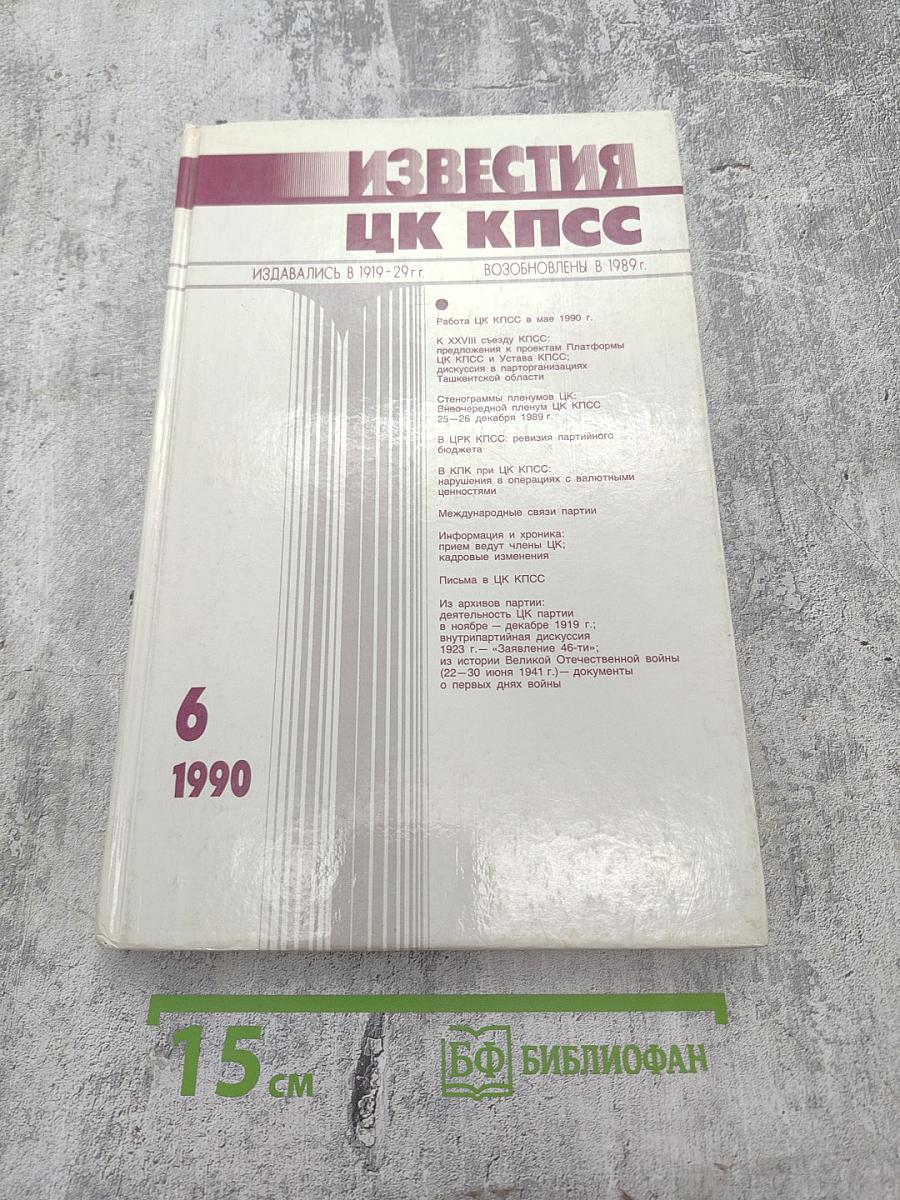 ИЗВЕСТИЯ
ЦК КПСС
ИЗДАВАЛИСЬ В 1919-29 г г. ВОЗОБНОВЛЕНЫ В 1989 г.
Работа ЦК КПСС в мае 1990 г.
К XXVIII съезду КПСС:
предложения к проектам Платформы
ЦК КПСС и Устава КПСС;
дискуссия в парторганизациях
Ташкентской области
Стенограммы пленумов ЦК:
Внеочередной пленум ЦК КПСС
25—26 декабря 1989 г.
В ЦРК КПСС: ревизия партийного
бюджета
В КПК при ЦК КПСС:
нарушения в операциях с валютными
ценностями
Международные связи партии
Информация и хроника:
прием ведут члены ЦК;
кадровые изменения
Письма в ЦК КПСС
Из архивов партии:
деятельность ЦК партии
в ноябре — декабре 1919 г.;
внутрипартийная дискуссия
1923 г.— «Заявление 46-ти»;
из истории Великой Отечественной войны
(22—30 июня 1941 г.)— документы
о первых днях войны
6
1990
15 см
БФ БИБЛИОФАН